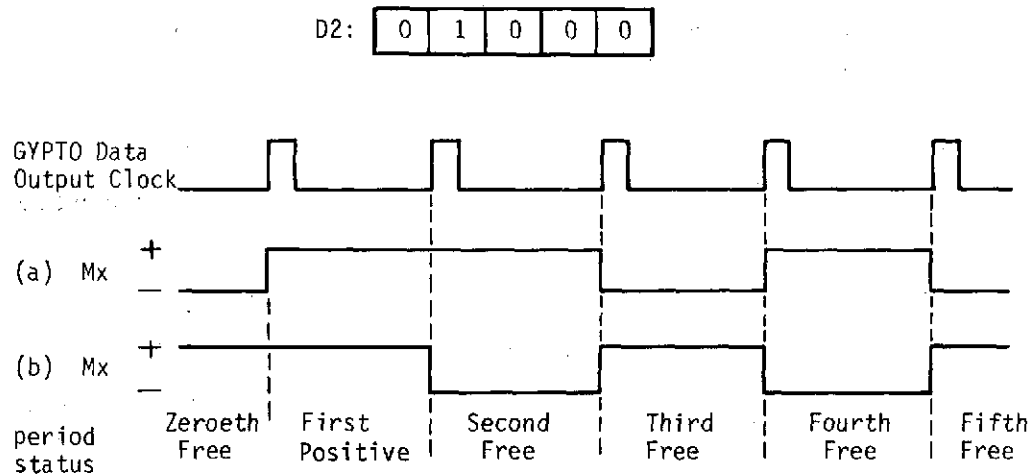 D2: 0 1 0 0 0
GYPTO Data
Output Clock
(a) Mx + —
(b) Mx + —
period Zeroeth First Second Third Fourth Fifth
status Free Positive Free Free Free Free